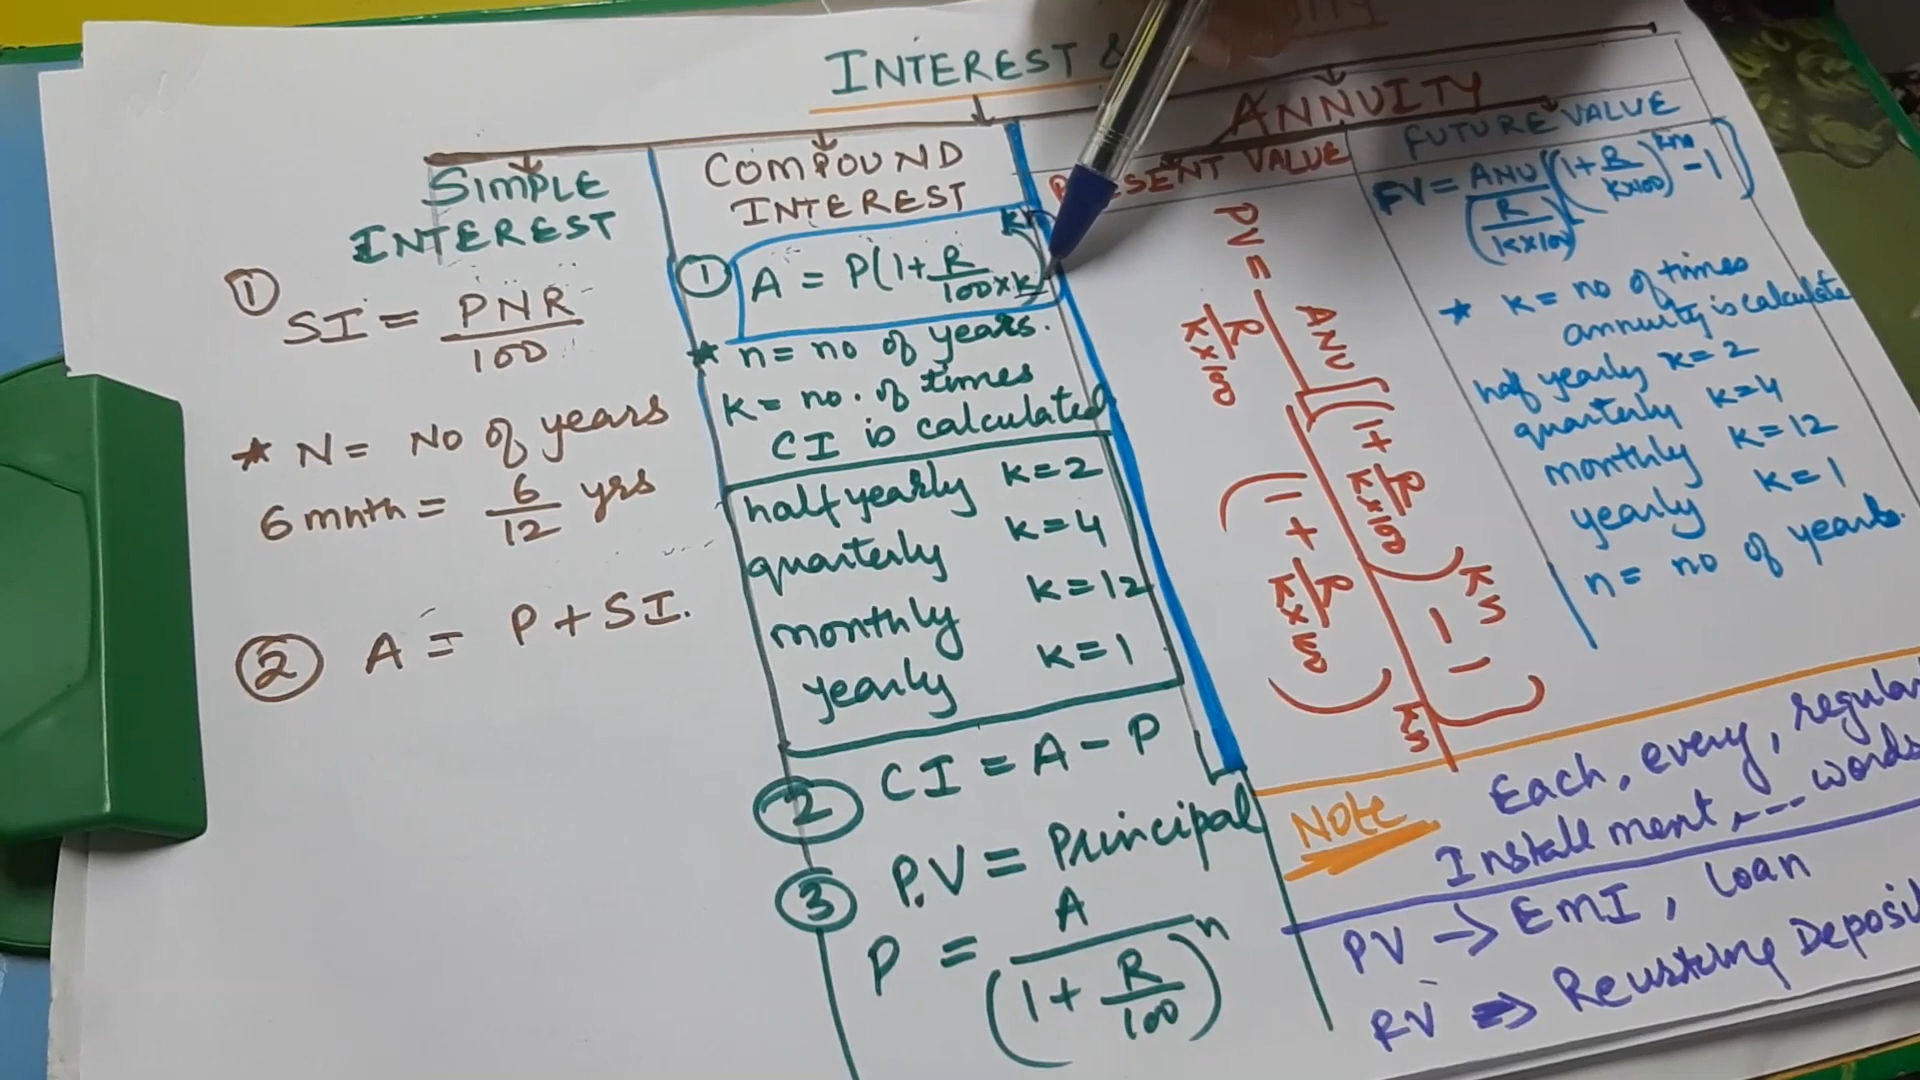 INTEREST &
SIMPLE
INTEREST
① SI = PNR
100
* N = No of years
6 mnth = 6/12 yrs
② A = P + SI.
COMPOUND
INTEREST
① A = P(1+ R/100×k)^kn
* n = no of years.
k = no. of times
CI is calculated
half yearly k = 2
quarterly k = 4
monthly k = 12
yearly k = 1
② CI = A - P
③ P.V = Principal
P = A
(1 + R/100)^n
ANNUITY
PRESENT VALUE
PV = ANU/(R/k×100) [(1 + R/k×100)^kn - 1]
(1 + R/k×100)^kn
FUTURE VALUE
FV = ANU/(R/k×100) [(1 + R/k×100)^kn - 1]
* k = no of times
annuity is calculate
half yearly k = 2
quarterly k = 4
monthly k = 12
yearly k = 1
n = no of years.
Note Each, every, regular
Installment, --- words
PV → EMI, loan